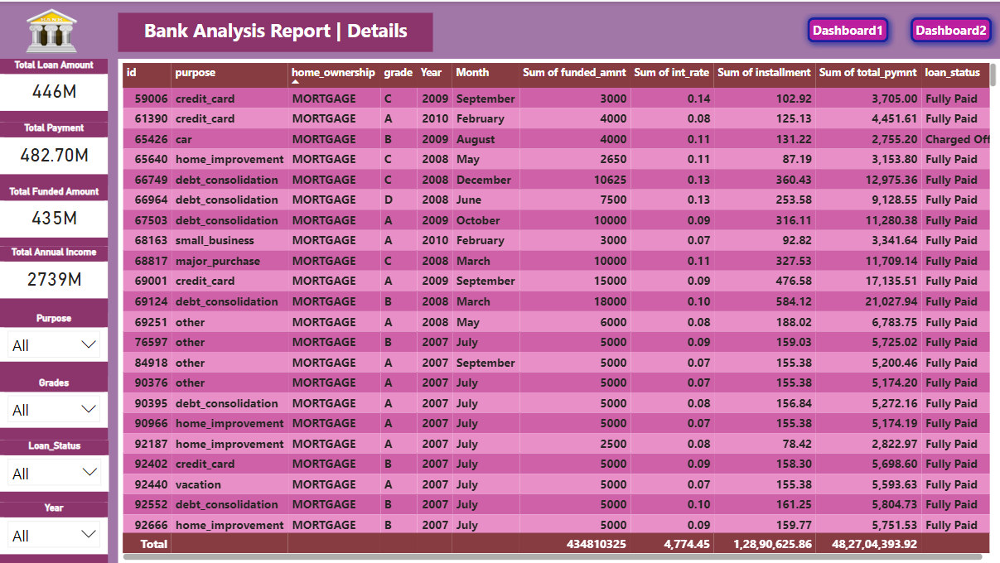 BANK
Bank Analysis Report | Details
Dashboard1
Dashboard2
Total Loan Amount
446M
Total Payment
482.70M
Total Funded Amount
435M
Total Annual Income
2739M
Purpose
All
Grades
All
Loan_Status
All
Year
All
id purpose home_ownership grade Year Month Sum of funded_amnt Sum of int_rate Sum of installment Sum of total_pymnt loan_status
59006 credit_card MORTGAGE C 2009 September 3000 0.14 102.92 3,705.00 Fully Paid
61390 credit_card MORTGAGE A 2010 February 4000 0.08 125.13 4,451.61 Fully Paid
65426 car MORTGAGE B 2009 August 4000 0.11 131.22 2,755.20 Charged Off
65640 home_improvement MORTGAGE C 2008 May 2650 0.11 87.19 3,153.80 Fully Paid
66749 debt_consolidation MORTGAGE C 2008 December 10625 0.13 360.43 12,975.36 Fully Paid
66964 debt_consolidation MORTGAGE D 2008 June 7500 0.13 253.58 9,128.55 Fully Paid
67503 debt_consolidation MORTGAGE A 2009 October 10000 0.09 316.11 11,280.38 Fully Paid
68163 small_business MORTGAGE A 2010 February 3000 0.07 92.82 3,341.64 Fully Paid
68817 major_purchase MORTGAGE C 2008 March 10000 0.11 327.53 11,709.14 Fully Paid
69001 credit_card MORTGAGE A 2009 September 15000 0.09 476.58 17,135.51 Fully Paid
69124 debt_consolidation MORTGAGE B 2008 March 18000 0.10 584.12 21,027.94 Fully Paid
69251 other MORTGAGE A 2008 May 6000 0.08 188.02 6,783.75 Fully Paid
76597 other MORTGAGE B 2007 July 5000 0.09 159.03 5,725.02 Fully Paid
84918 other MORTGAGE A 2007 September 5000 0.07 155.38 5,200.46 Fully Paid
90376 other MORTGAGE A 2007 July 5000 0.07 155.38 5,174.20 Fully Paid
90395 debt_consolidation MORTGAGE A 2007 July 5000 0.08 156.84 5,272.16 Fully Paid
90966 home_improvement MORTGAGE A 2007 July 5000 0.07 155.38 5,174.19 Fully Paid
92187 home_improvement MORTGAGE A 2007 July 2500 0.08 78.42 2,822.97 Fully Paid
92402 credit_card MORTGAGE B 2007 July 5000 0.09 158.30 5,698.60 Fully Paid
92440 vacation MORTGAGE A 2007 July 5000 0.07 155.38 5,593.63 Fully Paid
92552 debt_consolidation MORTGAGE B 2007 July 5000 0.10 161.25 5,804.73 Fully Paid
92666 home_improvement MORTGAGE B 2007 July 5000 0.09 159.77 5,751.53 Fully Paid
Total 434810325 4,774.45 1,28,90,625.86 48,27,04,393.92